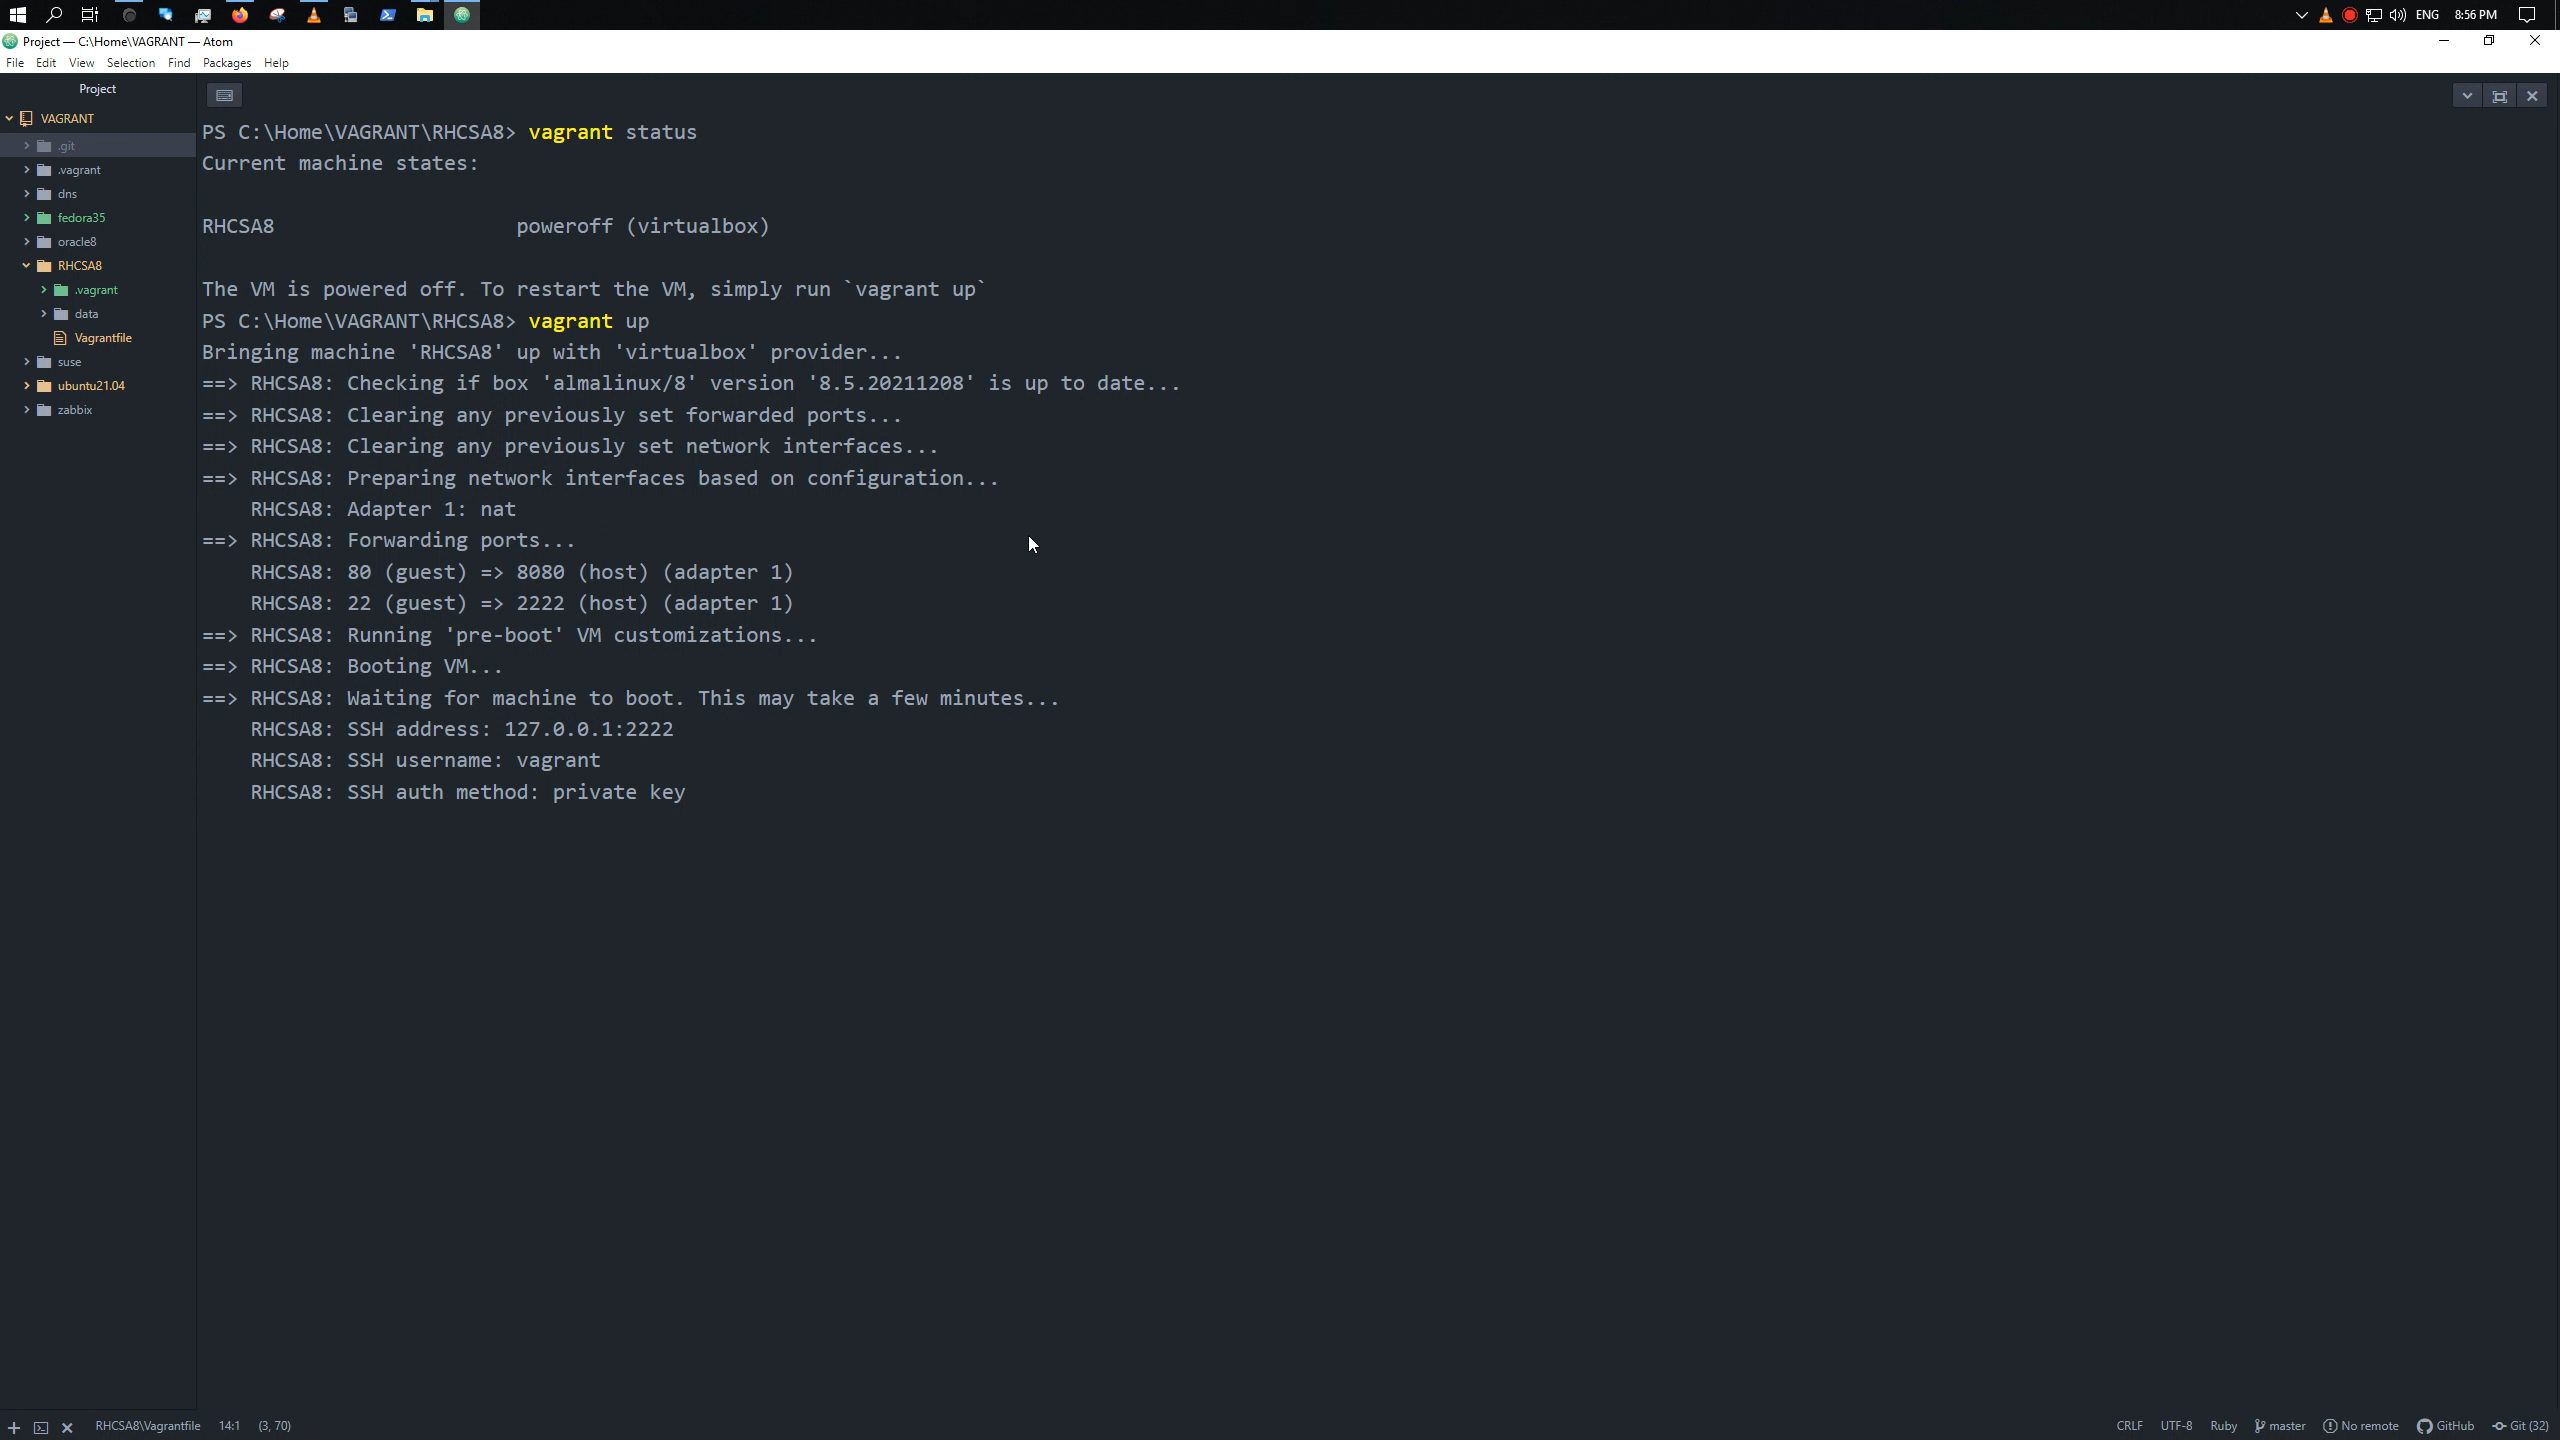 ENG 8:56 PM
Project — C:\Home\VAGRANT — Atom
File Edit View Selection Find Packages Help
Project
VAGRANT
.git
.vagrant
dns
fedora35
oracle8
RHCSA8
.vagrant
data
Vagrantfile
suse
ubuntu21.04
zabbix
PS C:\Home\VAGRANT\RHCSA8> vagrant status
Current machine states:
RHCSA8                    poweroff (virtualbox)
The VM is powered off. To restart the VM, simply run `vagrant up`
PS C:\Home\VAGRANT\RHCSA8> vagrant up
Bringing machine 'RHCSA8' up with 'virtualbox' provider...
==> RHCSA8: Checking if box 'almalinux/8' version '8.5.20211208' is up to date...
==> RHCSA8: Clearing any previously set forwarded ports...
==> RHCSA8: Clearing any previously set network interfaces...
==> RHCSA8: Preparing network interfaces based on configuration...
    RHCSA8: Adapter 1: nat
==> RHCSA8: Forwarding ports...
    RHCSA8: 80 (guest) => 8080 (host) (adapter 1)
    RHCSA8: 22 (guest) => 2222 (host) (adapter 1)
==> RHCSA8: Running 'pre-boot' VM customizations...
==> RHCSA8: Booting VM...
==> RHCSA8: Waiting for machine to boot. This may take a few minutes...
    RHCSA8: SSH address: 127.0.0.1:2222
    RHCSA8: SSH username: vagrant
    RHCSA8: SSH auth method: private key
RHCSA8\Vagrantfile 14:1 (3, 70) CRLF UTF-8 Ruby master No remote GitHub Git (32)